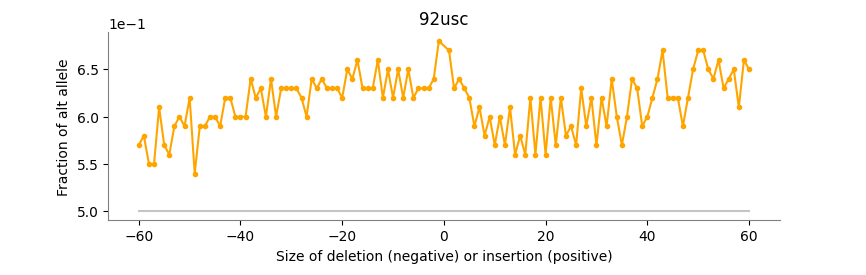 92usc
1e−1
6.5
6.0
5.5
5.0
Fraction of alt allele
−60 −40 −20 0 20 40 60
Size of deletion (negative) or insertion (positive)